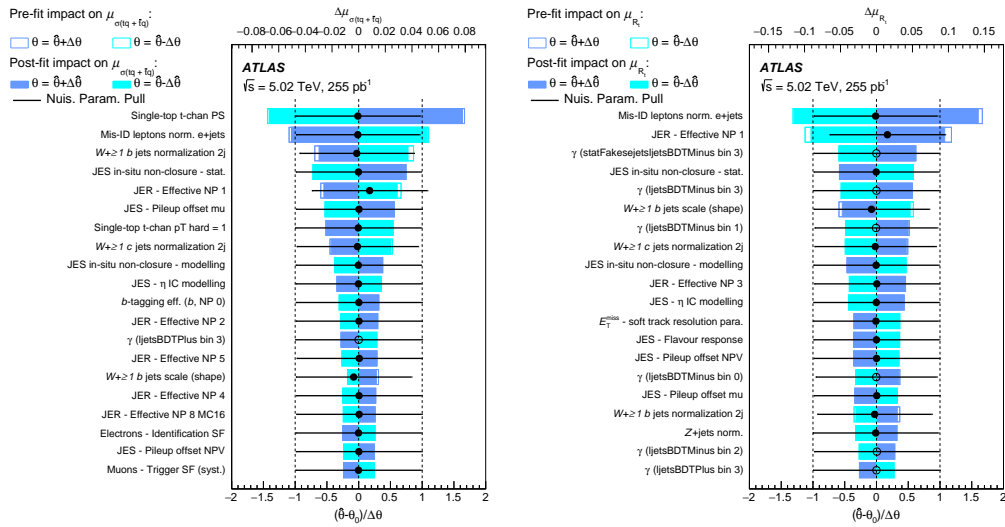 Pre-fit impact on μσ(tq + t̄q):
θ = θ̂+Δθ θ = θ̂-Δθ
Post-fit impact on μσ(tq + t̄q):
θ = θ̂+Δθ̂ θ = θ̂-Δθ̂
Nuis. Param. Pull
Δμσ(tq + t̄q)
−0.08 −0.06 −0.04 −0.02 0 0.02 0.04 0.06 0.08
ATLAS
√s = 5.02 TeV, 255 pb⁻¹
Single-top t-chan PS
Mis-ID leptons norm. e+jets
W+≥1 b jets normalization 2j
JES in-situ non-closure - stat.
JER - Effective NP 1
JES - Pileup offset mu
Single-top t-chan pT hard = 1
W+≥1 c jets normalization 2j
JES in-situ non-closure - modelling
JES - η IC modelling
b-tagging eff. (b, NP 0)
JER - Effective NP 2
γ (ljetsBDTPlus bin 3)
JER - Effective NP 5
W+≥1 b jets scale (shape)
JER - Effective NP 4
JER - Effective NP 8 MC16
Electrons - Identification SF
JES - Pileup offset NPV
Muons - Trigger SF (syst.)
−2 −1.5 −1 −0.5 0 0.5 1 1.5 2
(θ̂-θ₀)/Δθ
Pre-fit impact on μRt:
θ = θ̂+Δθ θ = θ̂-Δθ
Post-fit impact on μRt:
θ = θ̂+Δθ̂ θ = θ̂-Δθ̂
Nuis. Param. Pull
ΔμRt
−0.15 −0.1 −0.05 0 0.05 0.1 0.15
ATLAS
√s = 5.02 TeV, 255 pb⁻¹
Mis-ID leptons norm. e+jets
JER - Effective NP 1
γ (statFakesejetsljetsBDTMinus bin 3)
JES in-situ non-closure - stat.
γ (ljetsBDTMinus bin 3)
W+≥1 b jets scale (shape)
γ (ljetsBDTMinus bin 1)
W+≥1 c jets normalization 2j
JES in-situ non-closure - modelling
JER - Effective NP 3
JES - η IC modelling
E_T^miss - soft track resolution para.
JES - Flavour response
JES - Pileup offset NPV
γ (ljetsBDTMinus bin 0)
JES - Pileup offset mu
W+≥1 b jets normalization 2j
Z+jets norm.
γ (ljetsBDTMinus bin 2)
γ (ljetsBDTPlus bin 3)
−2 −1.5 −1 −0.5 0 0.5 1 1.5 2
(θ̂-θ₀)/Δθ